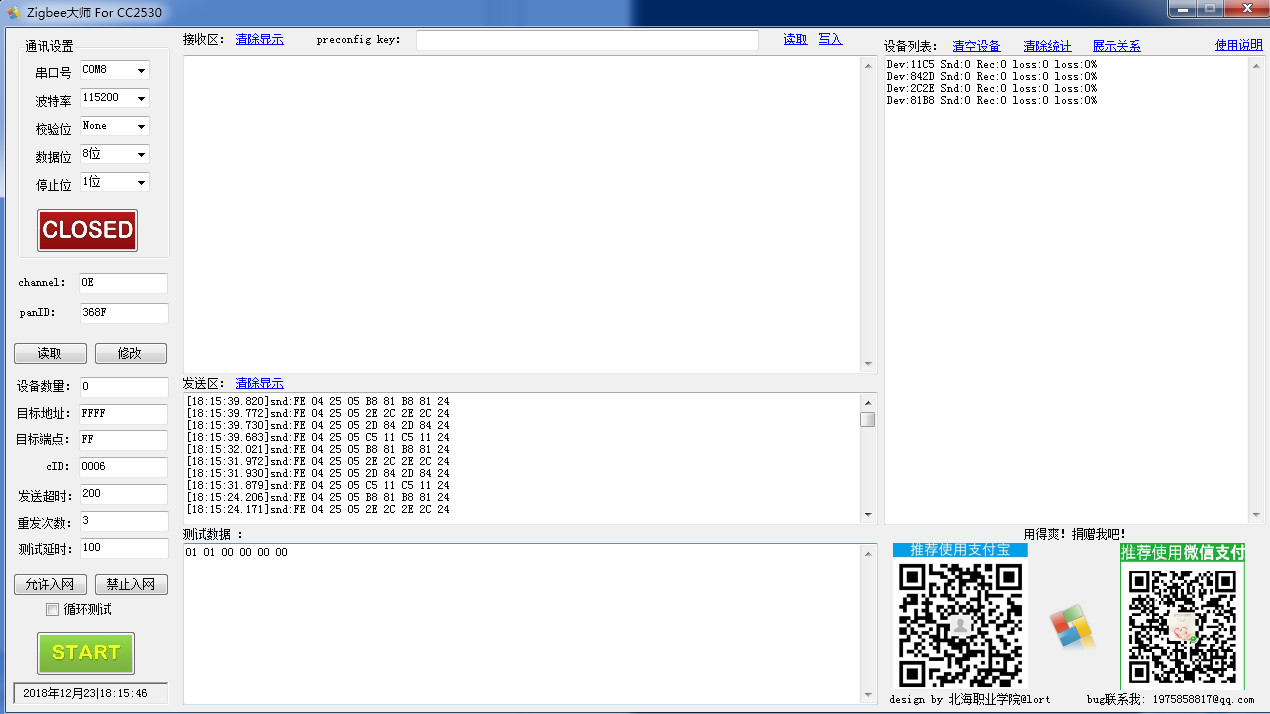 Zigbee大师 For CC2530
通讯设置
串口号 COM8
波特率 115200
校验位 None
数据位 8位
停止位 1位
CLOSED
channel: 0E
panID: 368F
读取 修改
设备数量: 0
目标地址: FFFF
目标端点: FF
cID: 0006
发送超时: 200
重发次数: 3
测试延时: 100
允许入网 禁止入网
循环测试
START
2018年12月23|18:15:46
接收区: 清除显示 preconfig key: 读取 写入
发送区: 清除显示
[18:15:39.820]snd:FE 04 25 05 B8 81 B8 81 24
[18:15:39.772]snd:FE 04 25 05 2E 2C 2E 2C 24
[18:15:39.730]snd:FE 04 25 05 2D 84 2D 84 24
[18:15:39.683]snd:FE 04 25 05 C5 11 C5 11 24
[18:15:32.021]snd:FE 04 25 05 B8 81 B8 81 24
[18:15:31.972]snd:FE 04 25 05 2E 2C 2E 2C 24
[18:15:31.930]snd:FE 04 25 05 2D 84 2D 84 24
[18:15:31.879]snd:FE 04 25 05 C5 11 C5 11 24
[18:15:24.206]snd:FE 04 25 05 B8 81 B8 81 24
[18:15:24.171]snd:FE 04 25 05 2E 2C 2E 2C 24
测试数据 :
01 01 00 00 00 00
设备列表: 清空设备 清除统计 展示关系 使用说明
Dev:11C5 Snd:0 Rec:0 loss:0 loss:0%
Dev:842D Snd:0 Rec:0 loss:0 loss:0%
Dev:2C2E Snd:0 Rec:0 loss:0 loss:0%
Dev:81B8 Snd:0 Rec:0 loss:0 loss:0%
用得爽! 捐赠我吧!
推荐使用支付宝
推荐使用微信支付
design by 北海职业学院@lort
bug联系我: 1975858817@qq.com